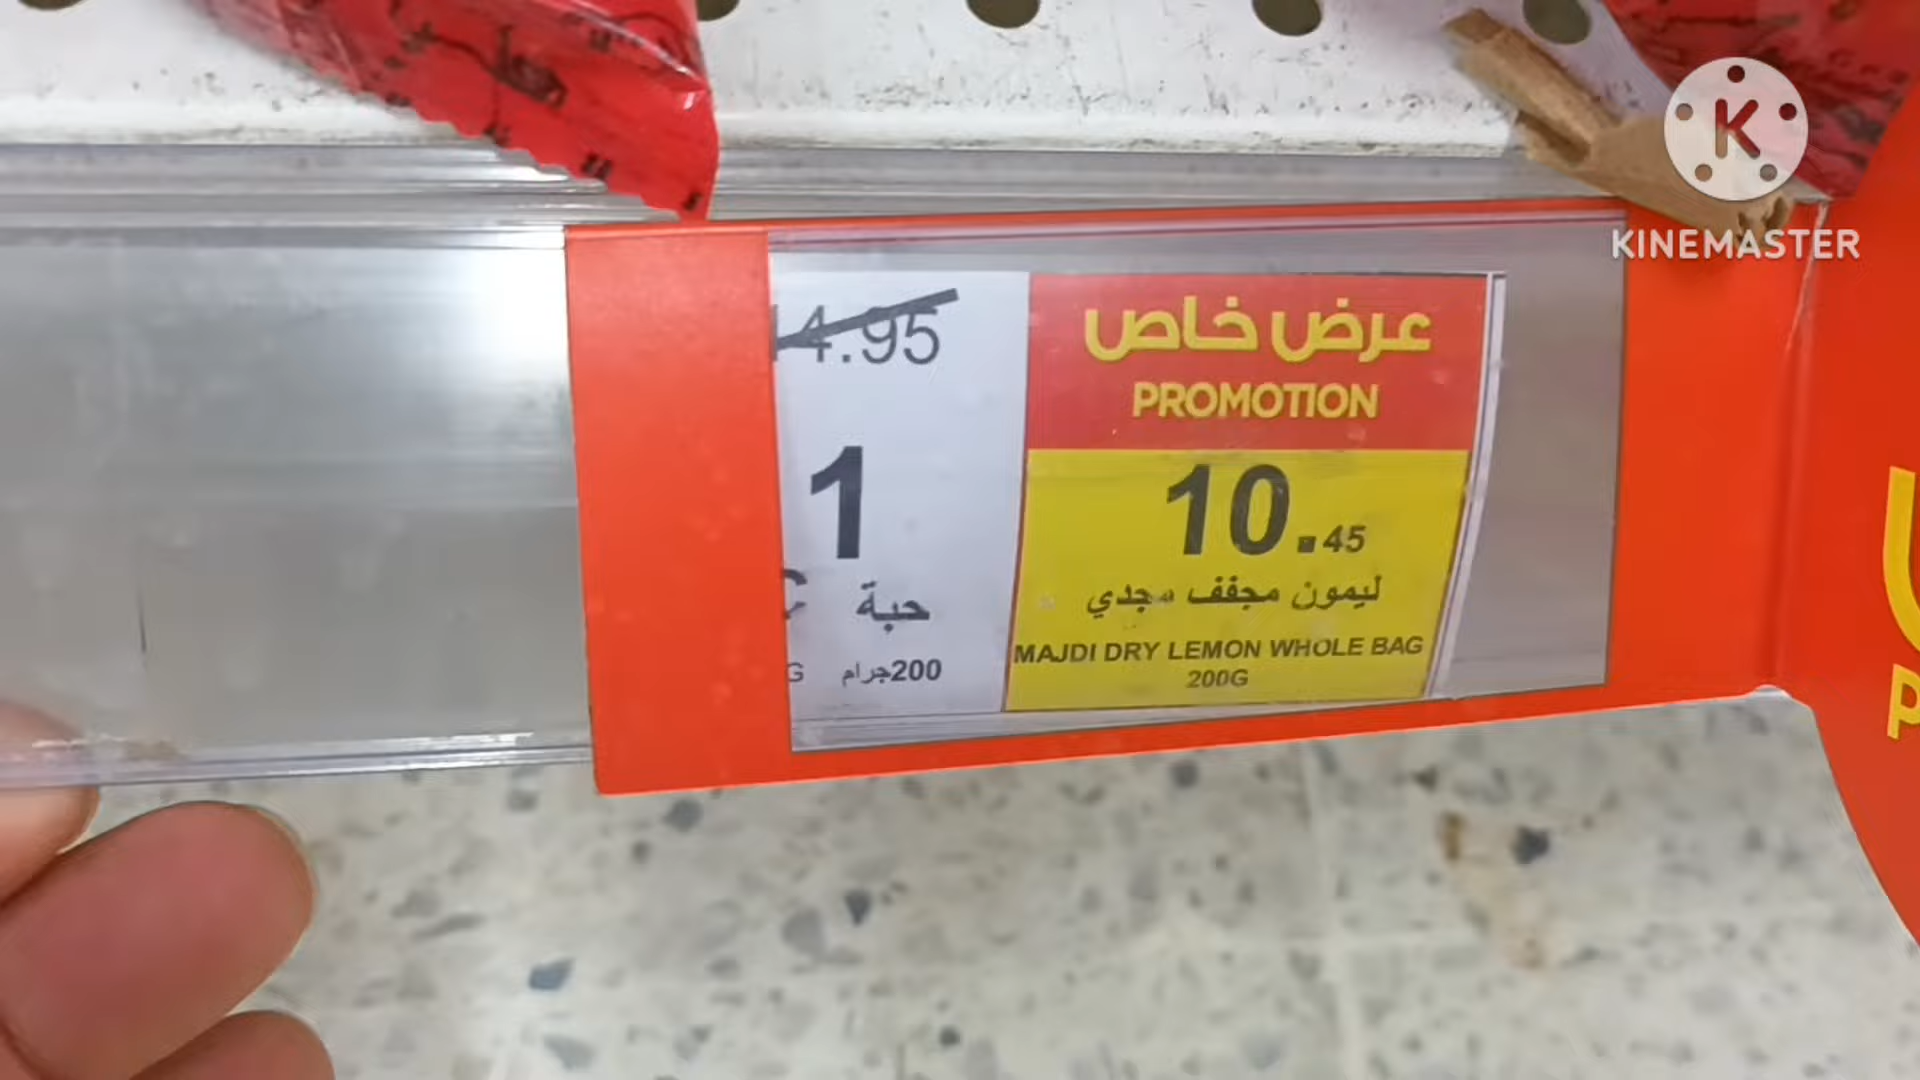 KINEMASTER
14.95
1
حبة
200جرام
G
عرض خاص
PROMOTION
10.45
ليمون مجفف مجدي
MAJDI DRY LEMON WHOLE BAG
200G
P